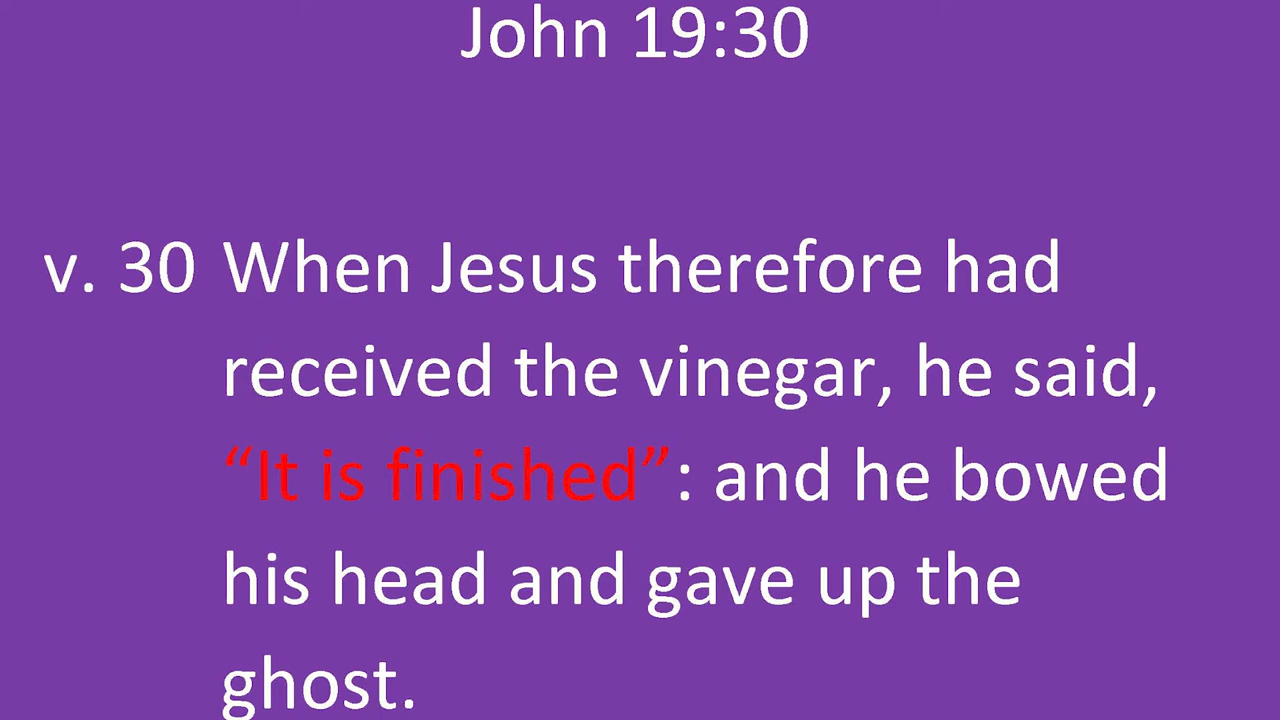 John 19:30
v. 30 When Jesus therefore had
received the vinegar, he said,
“It is finished”: and he bowed
his head and gave up the
ghost.